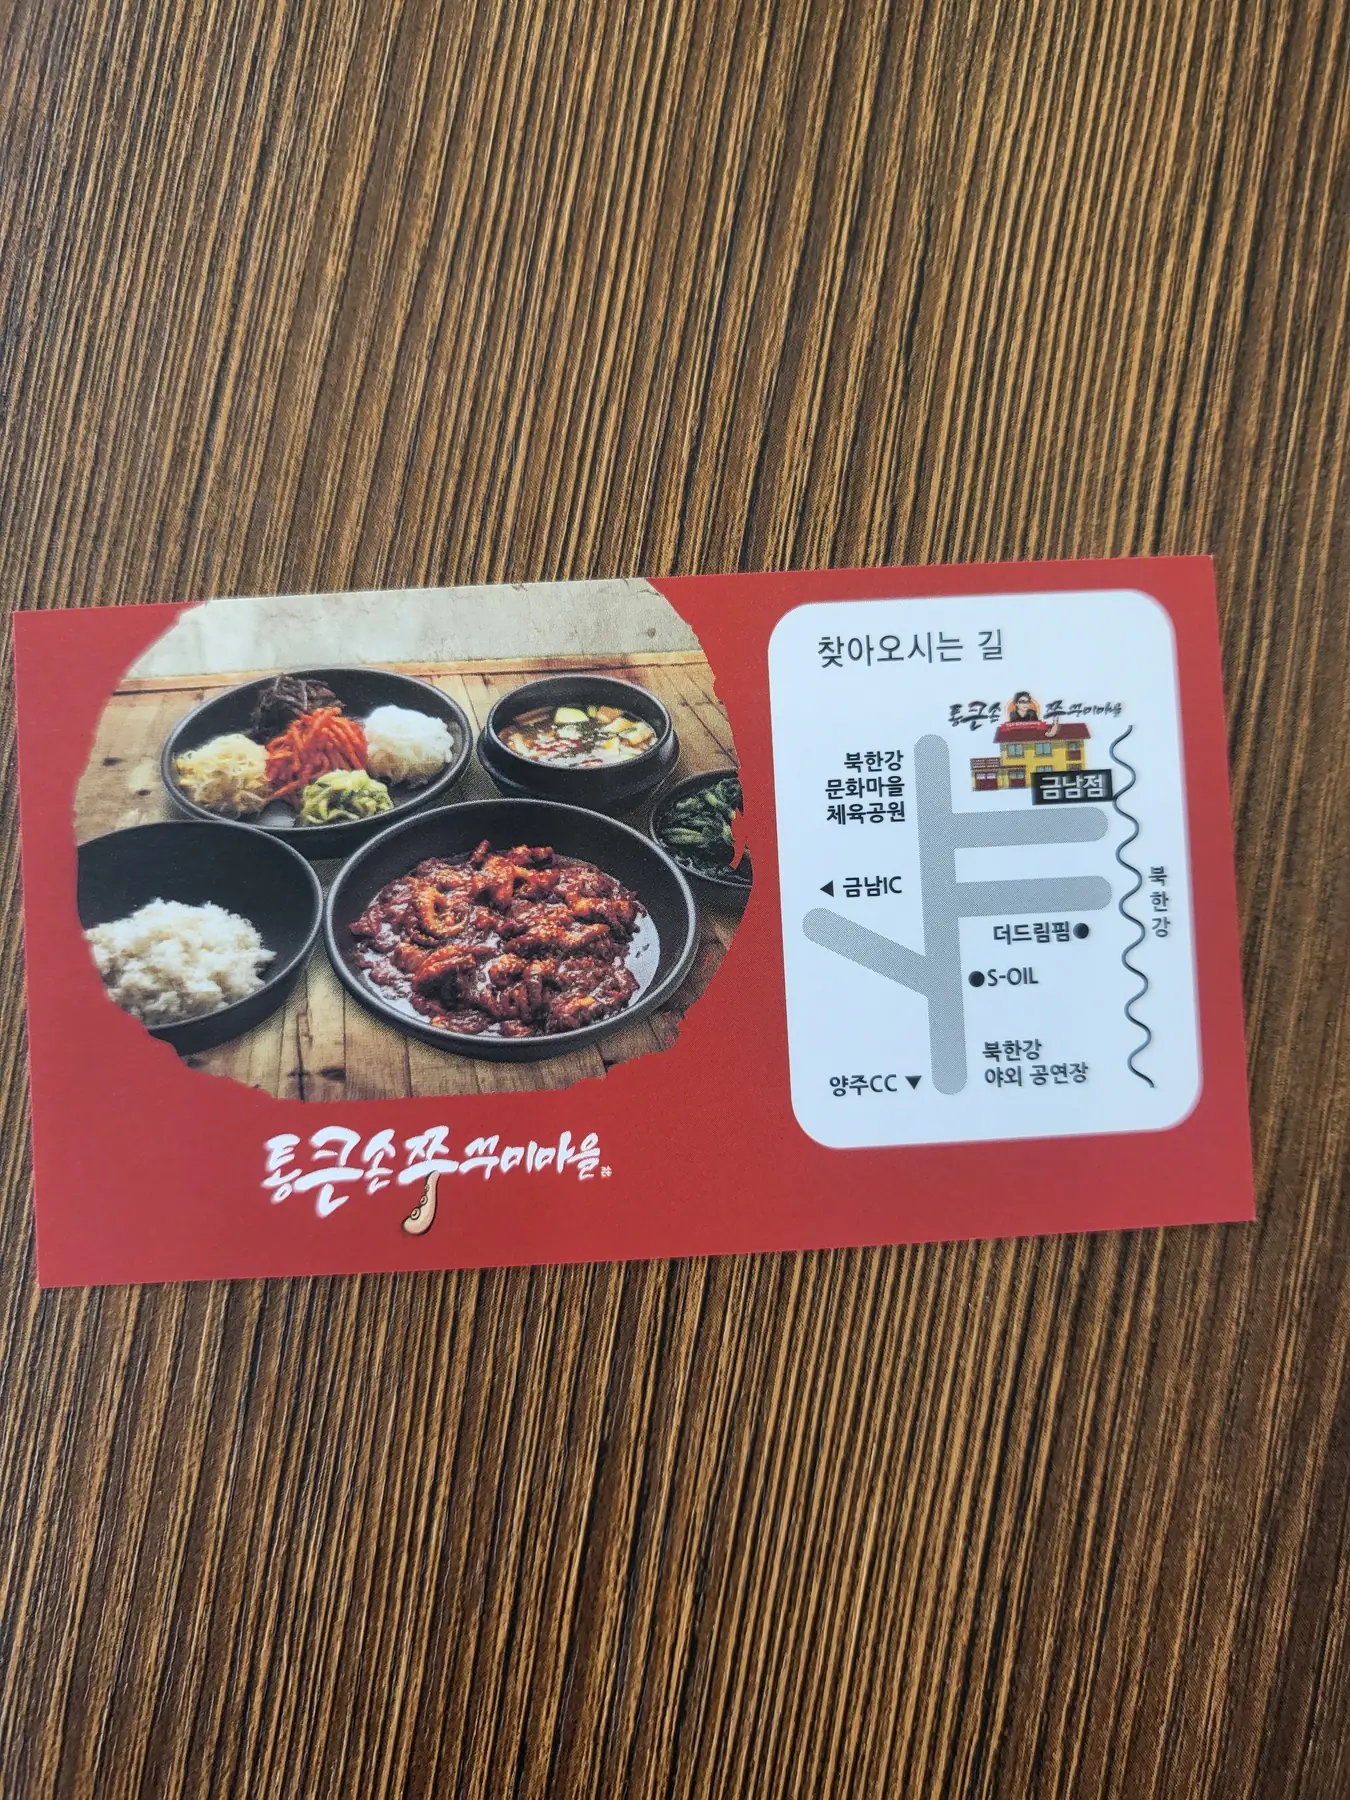 통큰손쭈꾸미마을
찾아오시는 길
통큰손쭈꾸미마을
금남점
북한강
문화마을
체육공원
◀ 금남IC
북한강
더드림핌●
●S-OIL
북한강
야외 공연장
양주CC ▼